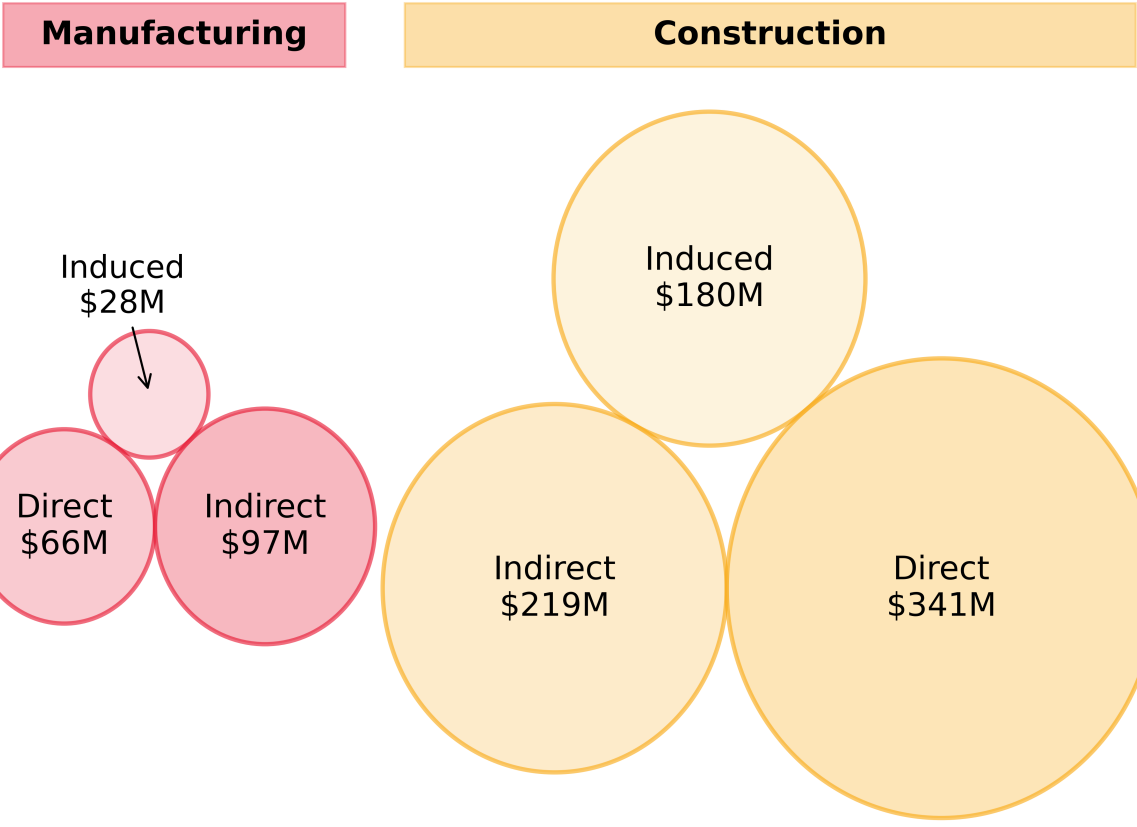 Manufacturing
Construction
Induced
$28M
Direct
$66M
Indirect
$97M
Induced
$180M
Indirect
$219M
Direct
$341M